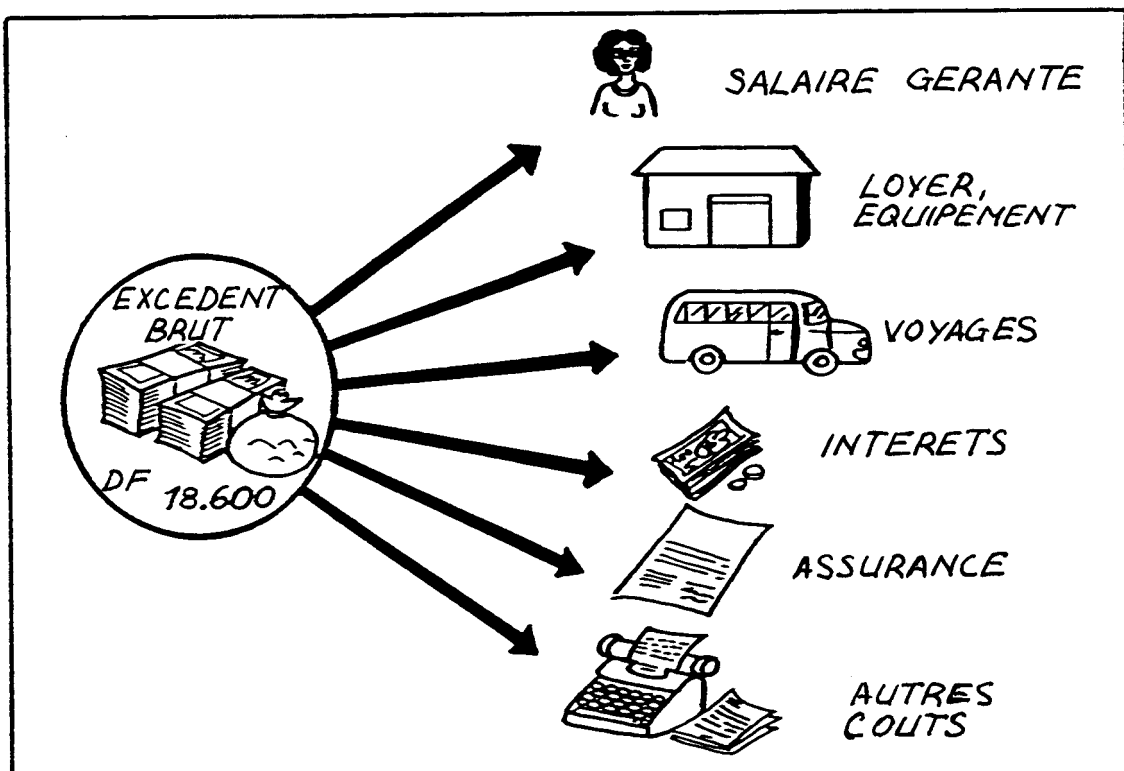 SALAIRE GERANTE
LOYER,
EQUIPEMENT
EXCEDENT
BRUT
DF 18.600
VOYAGES
INTERETS
ASSURANCE
AUTRES
COUTS